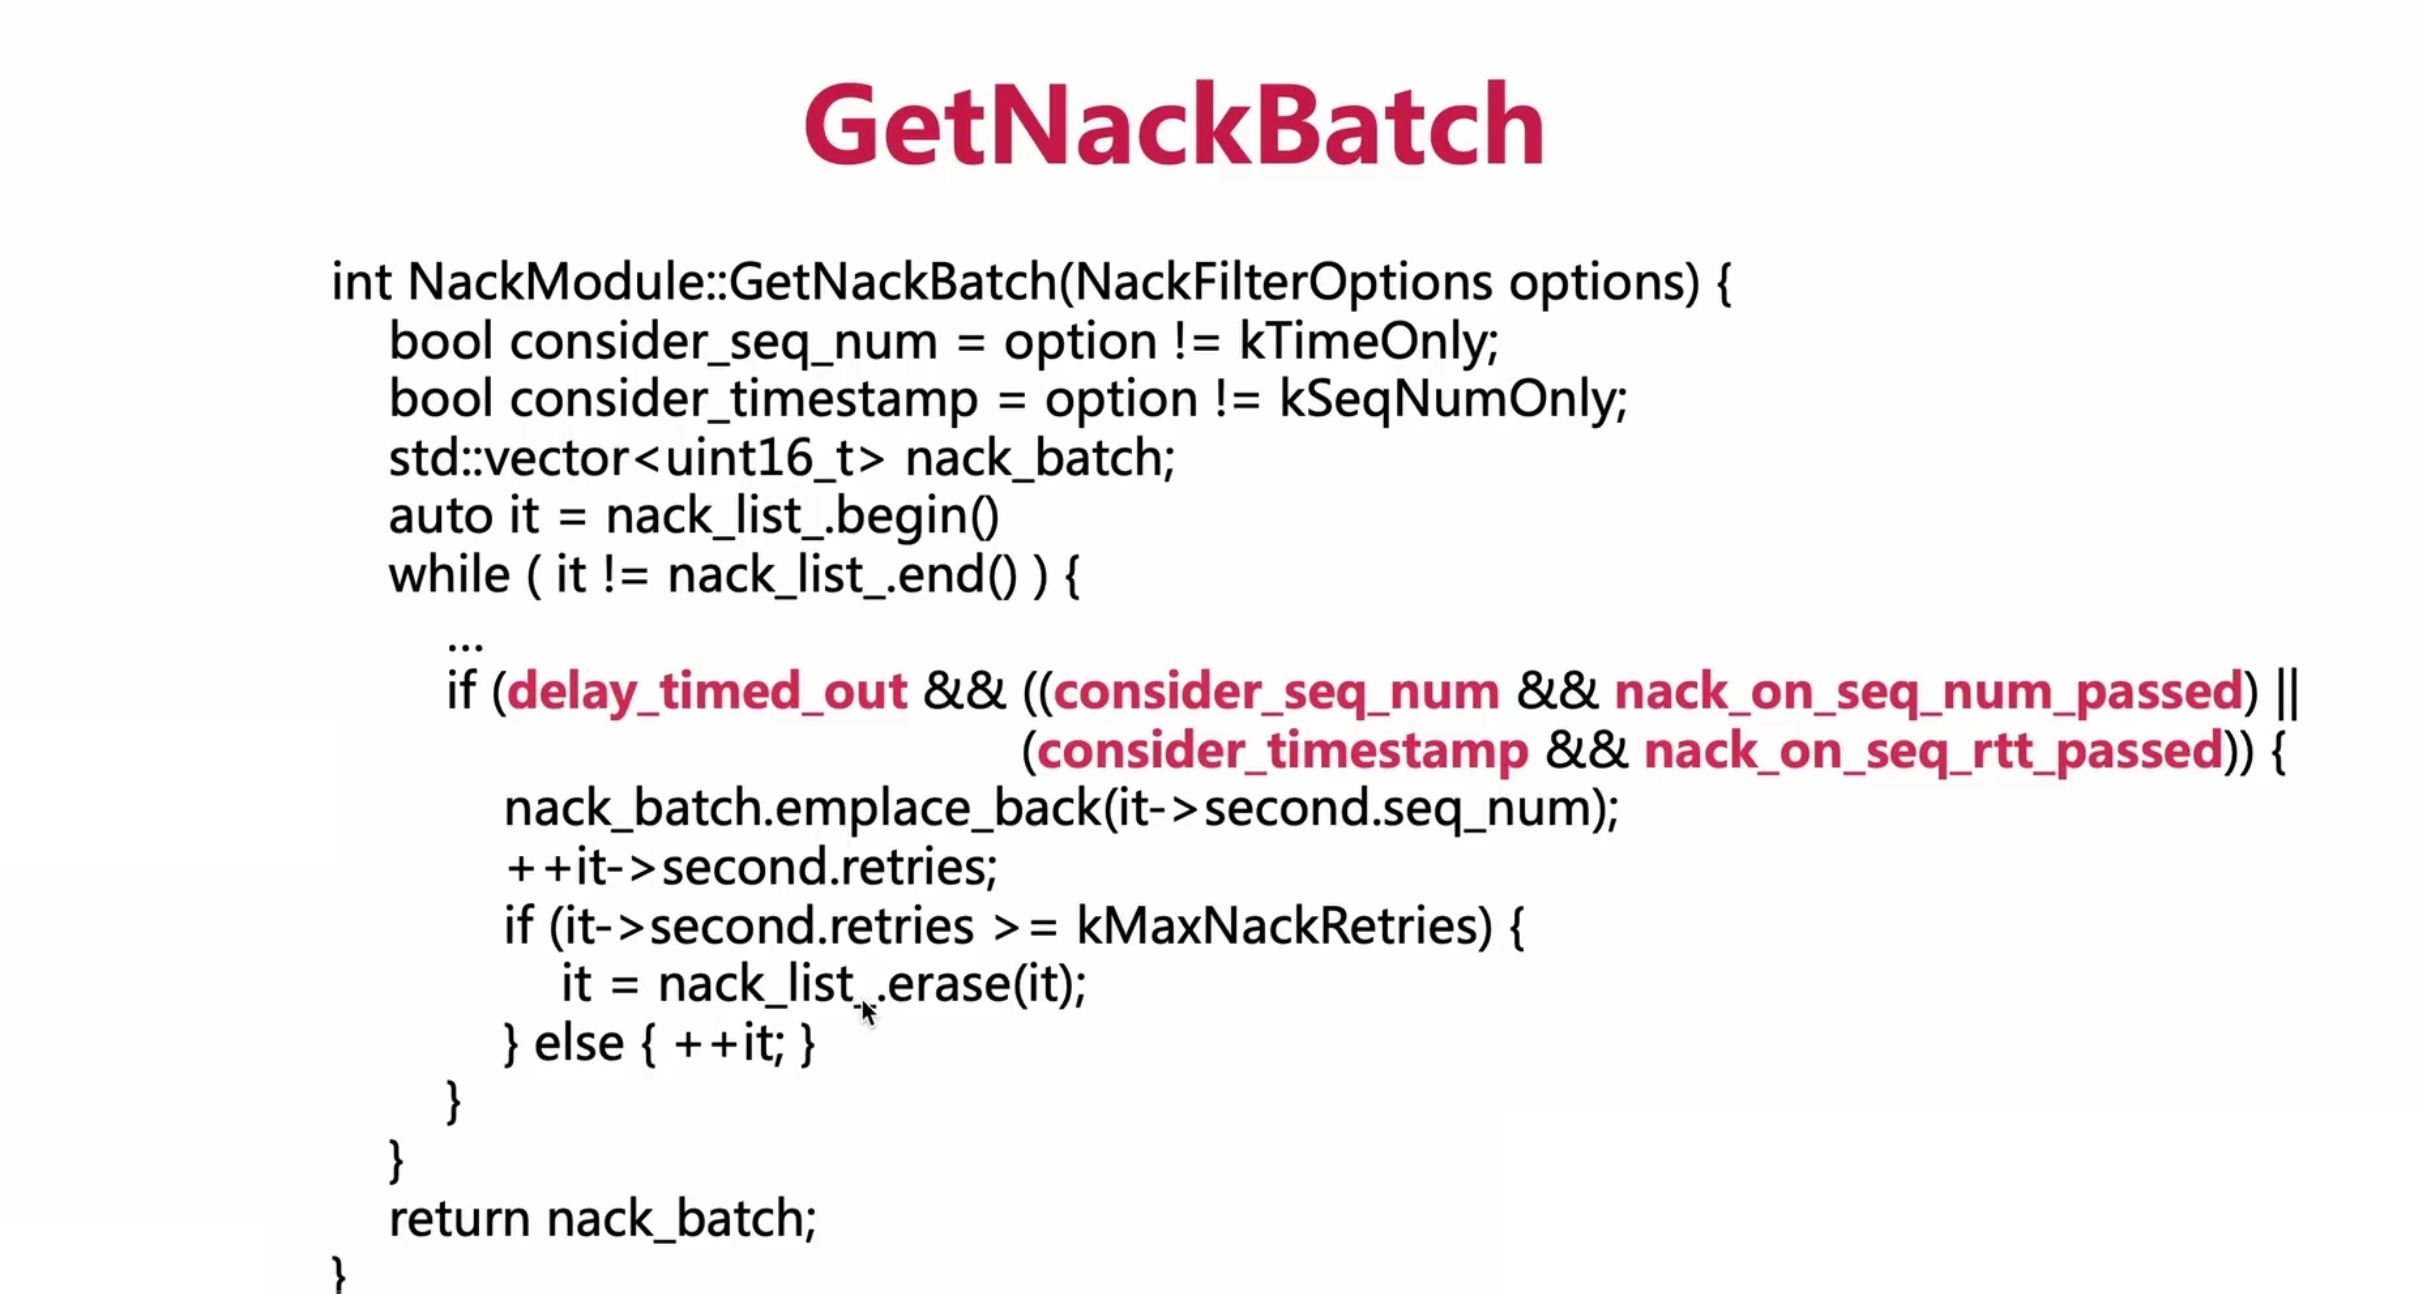 GetNackBatch
int NackModule::GetNackBatch(NackFilterOptions options) {
bool consider_seq_num = option != kTimeOnly;
bool consider_timestamp = option != kSeqNumOnly;
std::vector<uint16_t> nack_batch;
auto it = nack_list_.begin()
while ( it != nack_list_.end() ) {
...
if (delay_timed_out && ((consider_seq_num && nack_on_seq_num_passed) ||
(consider_timestamp && nack_on_seq_rtt_passed)) {
nack_batch.emplace_back(it->second.seq_num);
++it->second.retries;
if (it->second.retries >= kMaxNackRetries) {
it = nack_list_.erase(it);
} else { ++it; }
}
}
return nack_batch;
}